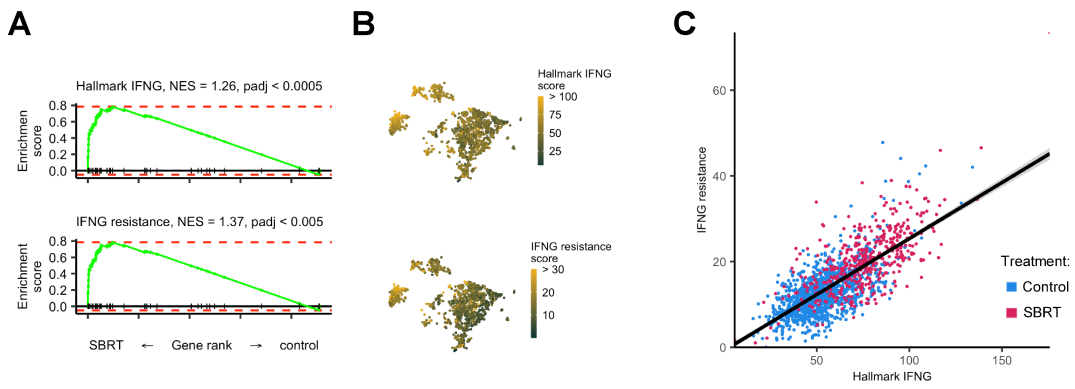 A
B
C
Hallmark IFNG, NES = 1.26, padj < 0.0005
Enrichmen
score
0.8
0.6
0.4
0.2
0.0
IFNG resistance, NES = 1.37, padj < 0.005
Enrichment
score
0.8
0.6
0.4
0.2
0.0
SBRT ← Gene rank → control
Hallmark IFNG
score
> 100
75
50
25
IFNG resistance
score
> 30
20
10
IFNG resistance
60
40
20
0
50
100
150
Hallmark IFNG
Treatment:
Control
SBRT